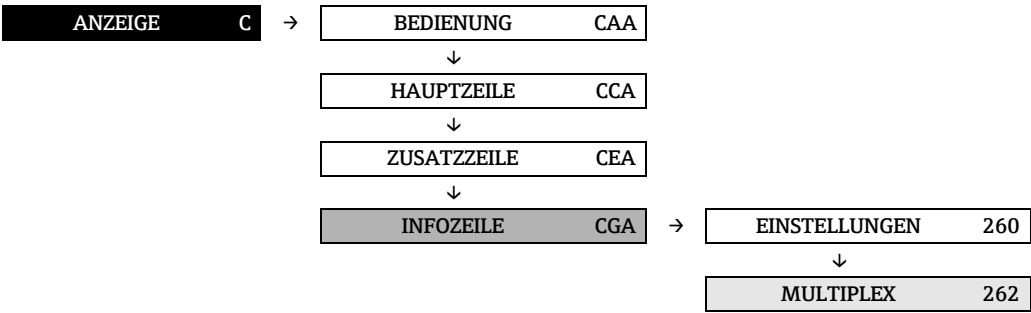 ANZEIGE C → BEDIENUNG CAA
↓
HAUPTZEILE CCA
↓
ZUSATZZEILE CEA
↓
INFOZEILE CGA → EINSTELLUNGEN 260
↓
MULTIPLEX 262